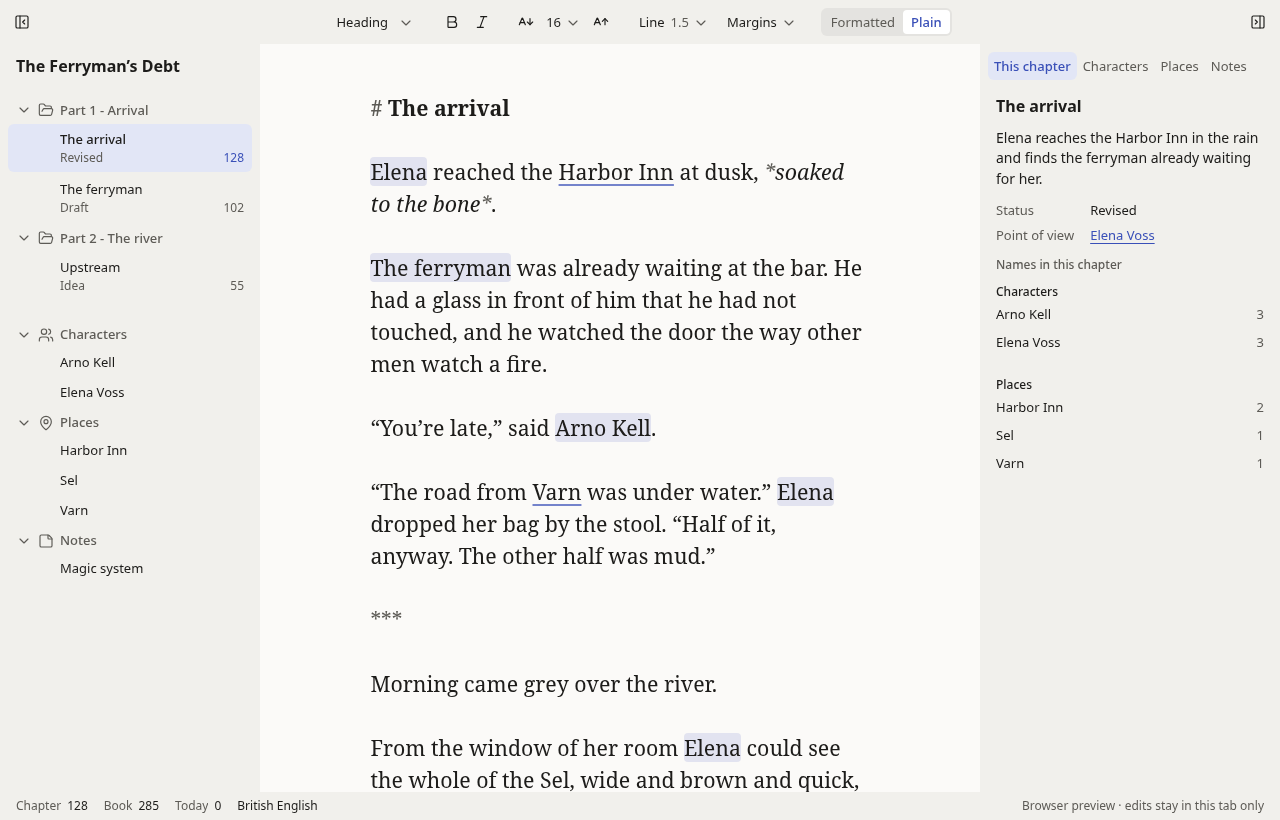 Heading
B
I
A
16
A
Line 1.5
Margins
Formatted
Plain
The Ferryman’s Debt
Part 1 - Arrival
The arrival
Revised 128
The ferryman
Draft 102
Part 2 - The river
Upstream
Idea 55
Characters
Arno Kell
Elena Voss
Places
Harbor Inn
Sel
Varn
Notes
Magic system
# The arrival
Elena reached the Harbor Inn at dusk, *soaked
to the bone*.
The ferryman was already waiting at the bar. He
had a glass in front of him that he had not
touched, and he watched the door the way other
men watch a fire.
“You’re late,” said Arno Kell.
“The road from Varn was under water.” Elena
dropped her bag by the stool. “Half of it,
anyway. The other half was mud.”
***
Morning came grey over the river.
From the window of her room Elena could see
the whole of the Sel, wide and brown and quick,
This chapter
Characters
Places
Notes
The arrival
Elena reaches the Harbor Inn in the rain
and finds the ferryman already waiting
for her.
Status Revised
Point of view Elena Voss
Names in this chapter
Characters
Arno Kell 3
Elena Voss 3
Places
Harbor Inn 2
Sel 1
Varn 1
Chapter 128 Book 285 Today 0 British English
Browser preview · edits stay in this tab only